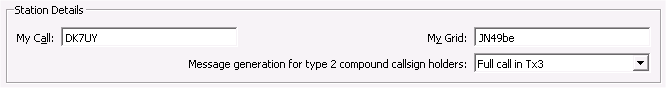 Station Details
My Call: DK7UY My Grid: JN49be
Message generation for type 2 compound callsign holders: Full call in Tx3